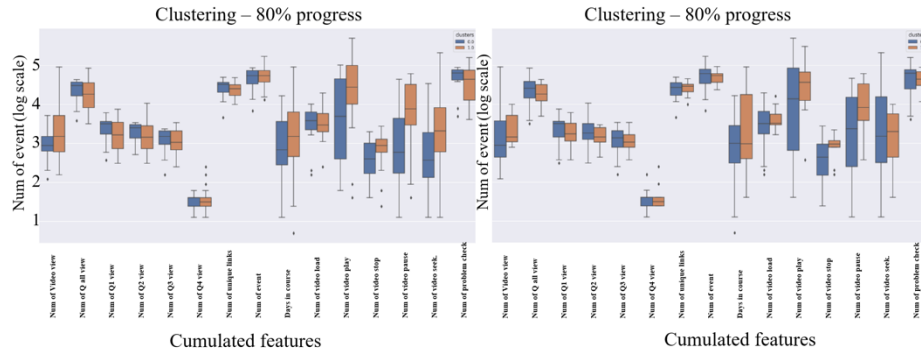 Clustering – 80% progress
Num of event (log scale)
5
4
3
2
1
clusters
0.0
1.0
Num of Video view
Num of Q all view
Num of Q1 view
Num of Q2 view
Num of Q3 view
Num of Q4 view
Num of unique links
Num of event
Days in course
Num of video load
Num of video play
Num of video stop
Num of video pause
Num of video seek.
Num of problem check
Cumulated features
Clustering – 80% progress
Num of event (log scale)
5
4
3
2
1
Num of Video view
Num of Q all view
Num of Q1 view
Num of Q2 view
Num of Q3 view
Num of Q4 view
Num of unique links
Num of event
Days in course
Num of video load
Num of video play
Num of video stop
Num of video pause
Num of video seek.
Num of problem check
Cumulated features